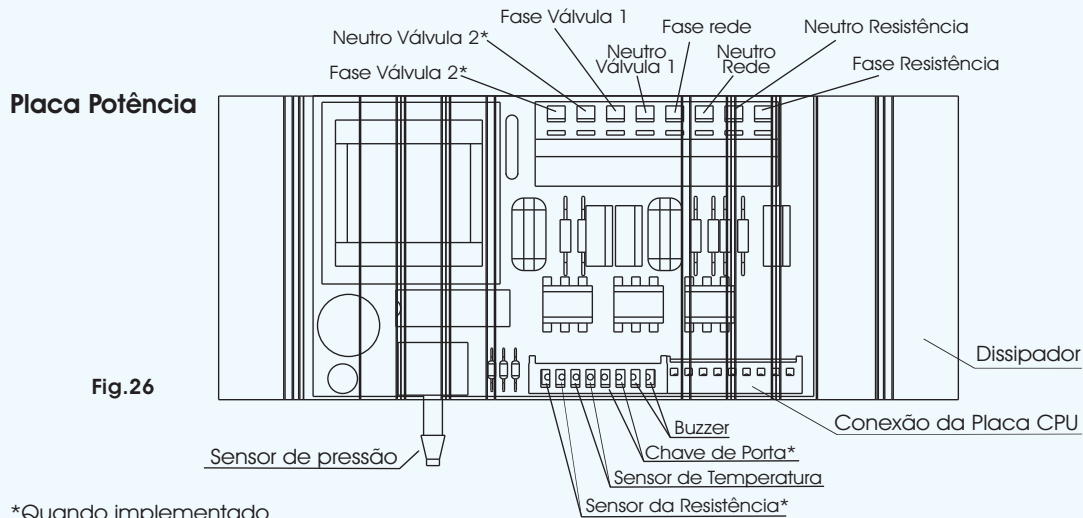 Fase Válvula 1
Neutro Válvula 2*
Fase Válvula 2*
Neutro
Válvula 1
Fase rede
Neutro
Rede
Neutro Resistência
Fase Resistência
Placa Potência
Dissipador
Fig.26
Conexão da Placa CPU
Buzzer
Chave de Porta*
Sensor de pressão
Sensor de Temperatura
Sensor da Resistência*
*Quando implementado